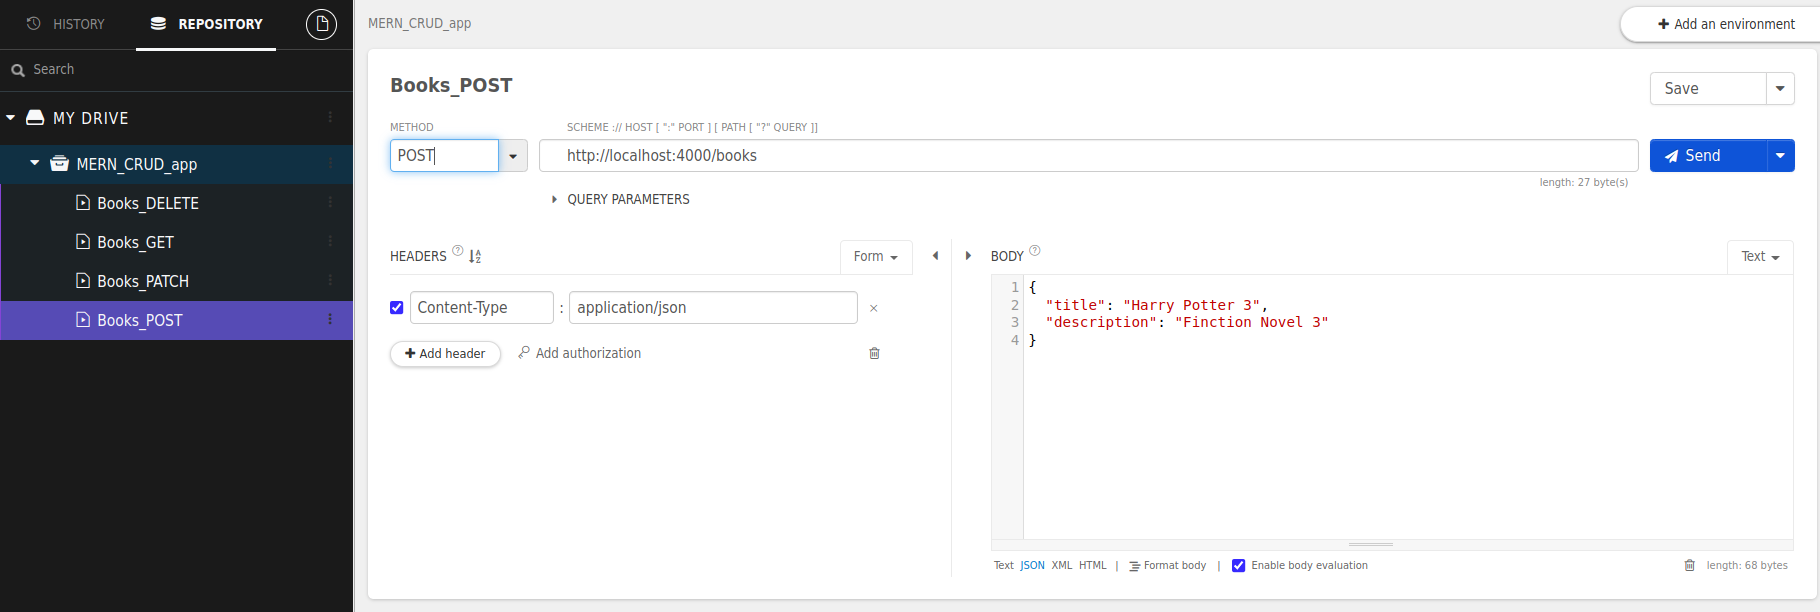 HISTORY
REPOSITORY
Search
MY DRIVE
MERN_CRUD_app
Books_DELETE
Books_GET
Books_PATCH
Books_POST
MERN_CRUD_app
+ Add an environment
Books_POST
Save
METHOD
SCHEME :// HOST [ ":" PORT ] [ PATH [ "?" QUERY ]]
POST
http://localhost:4000/books
Send
length: 27 byte(s)
QUERY PARAMETERS
HEADERS ? AZ
Form
BODY ?
Text
Content-Type : application/json ×
+ Add header
Add authorization
1 {
2 "title": "Harry Potter 3",
3 "description": "Finction Novel 3"
4 }
Text JSON XML HTML | Format body | Enable body evaluation
length: 68 bytes